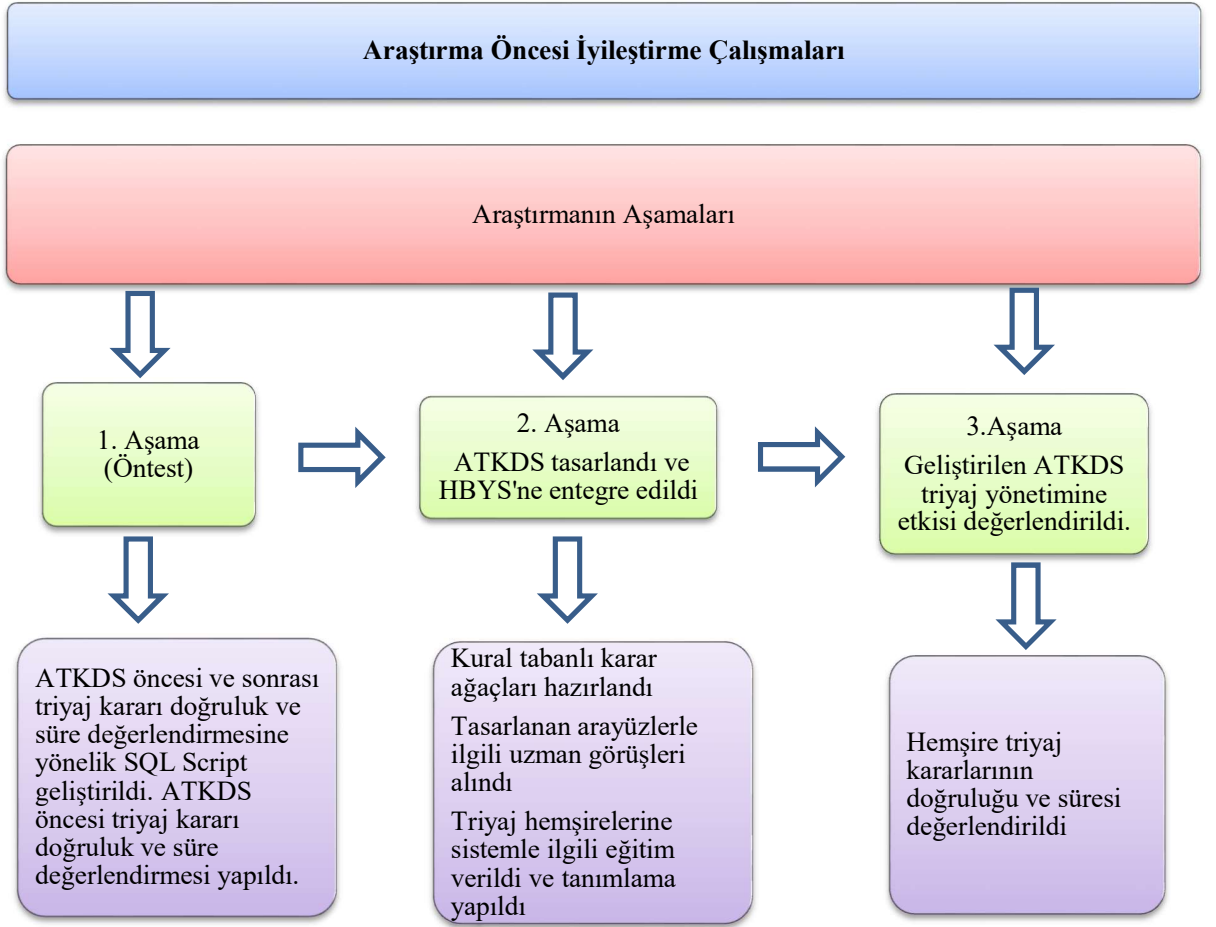 Araştırma Öncesi İyileştirme Çalışmaları
Araştırmanın Aşamaları
1. Aşama
(Öntest)
2. Aşama
ATKDS tasarlandı ve
HBYS'ne entegre edildi
3.Aşama
Geliştirilen ATKDS
triyaj yönetimine
etkisi değerlendirildi.
ATKDS öncesi ve sonrası
triyaj kararı doğruluk ve
süre değerlendirmesine
yönelik SQL Script
geliştirildi. ATKDS
öncesi triyaj kararı
doğruluk ve süre
değerlendirmesi yapıldı.
Kural tabanlı karar
ağaçları hazırlandı
Tasarlanan arayüzlerle
ilgili uzman görüşleri
alındı
Triyaj hemşirelerine
sistemle ilgili eğitim
verildi ve tanımlama
yapıldı
Hemşire triyaj
kararlarının
doğruluğu ve süresi
değerlendirildi